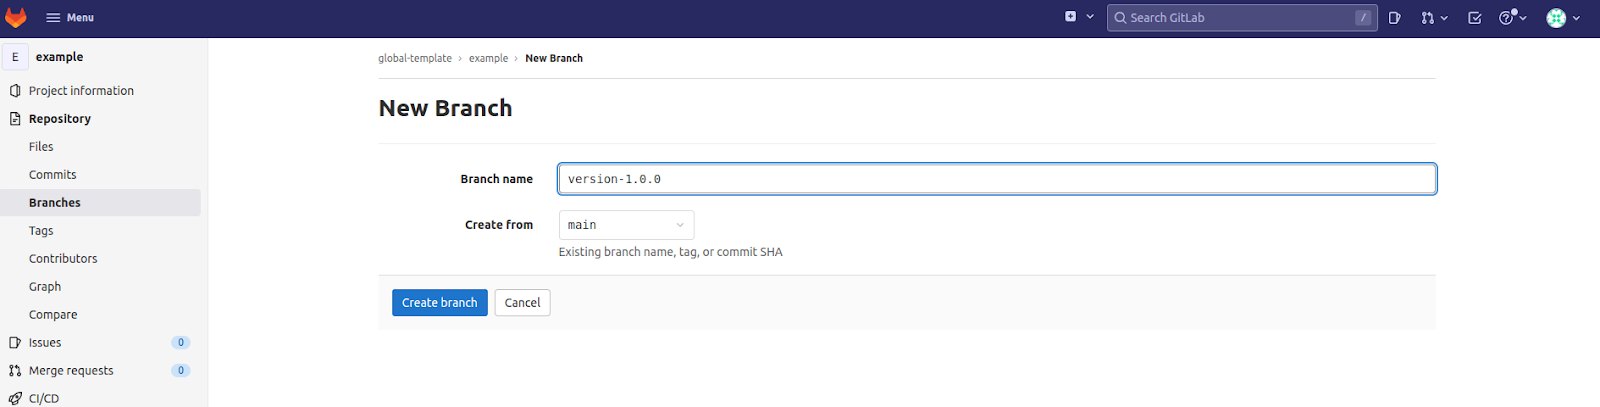 Menu
Search GitLab /
E example
global-template › example › New Branch
Project information
New Branch
Repository
Files
Commits
Branch name version-1.0.0
Branches
Create from main
Tags
Existing branch name, tag, or commit SHA
Contributors
Graph
Create branch Cancel
Compare
Issues 0
Merge requests 0
CI/CD